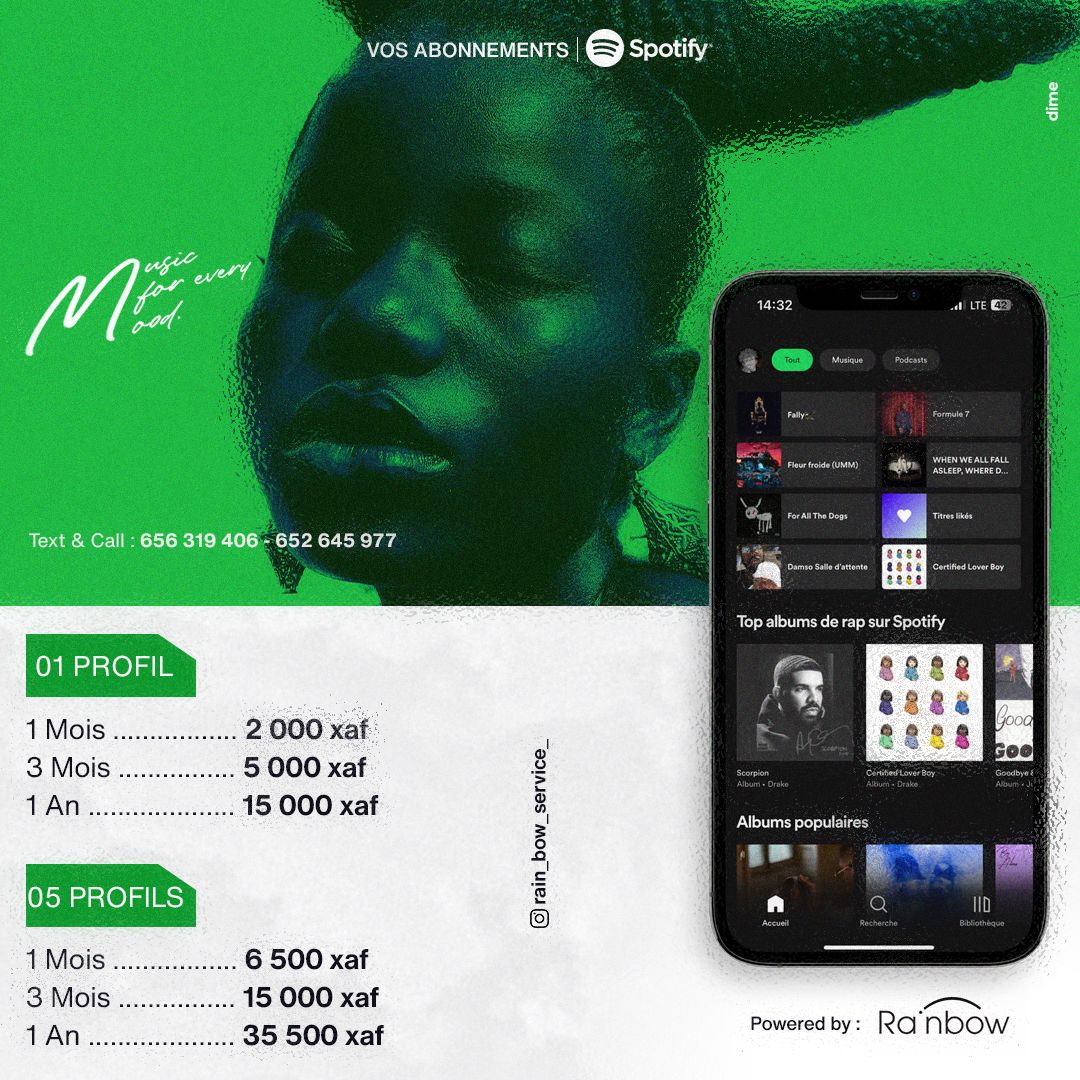 VOS ABONNEMENTS | Spotify
dime
Music
for every
Mood.
Text & Call : 656 319 406 - 652 645 977
14:32 LTE 42
Tout Musique Podcasts
Fally
Formule 7
Fleur froide (UMM)
WHEN WE ALL FALL
ASLEEP, WHERE D...
For All The Dogs
Titres likés
Damso Salle d'attente
Certified Lover Boy
Top albums de rap sur Spotify
SCORPION
Good
GOO
Scorpion
Album • Drake
Certified Lover Boy
Album • Drake
Goodbye &
Album • Ju
Albums populaires
Accueil Recherche Bibliothèque
01 PROFIL
1 Mois ................. 2 000 xaf
3 Mois ................. 5 000 xaf
1 An ..................... 15 000 xaf
05 PROFILS
1 Mois .................. 6 500 xaf
3 Mois ................. 15 000 xaf
1 An ..................... 35 500 xaf
rain_bow_service_
Powered by : Rainbow